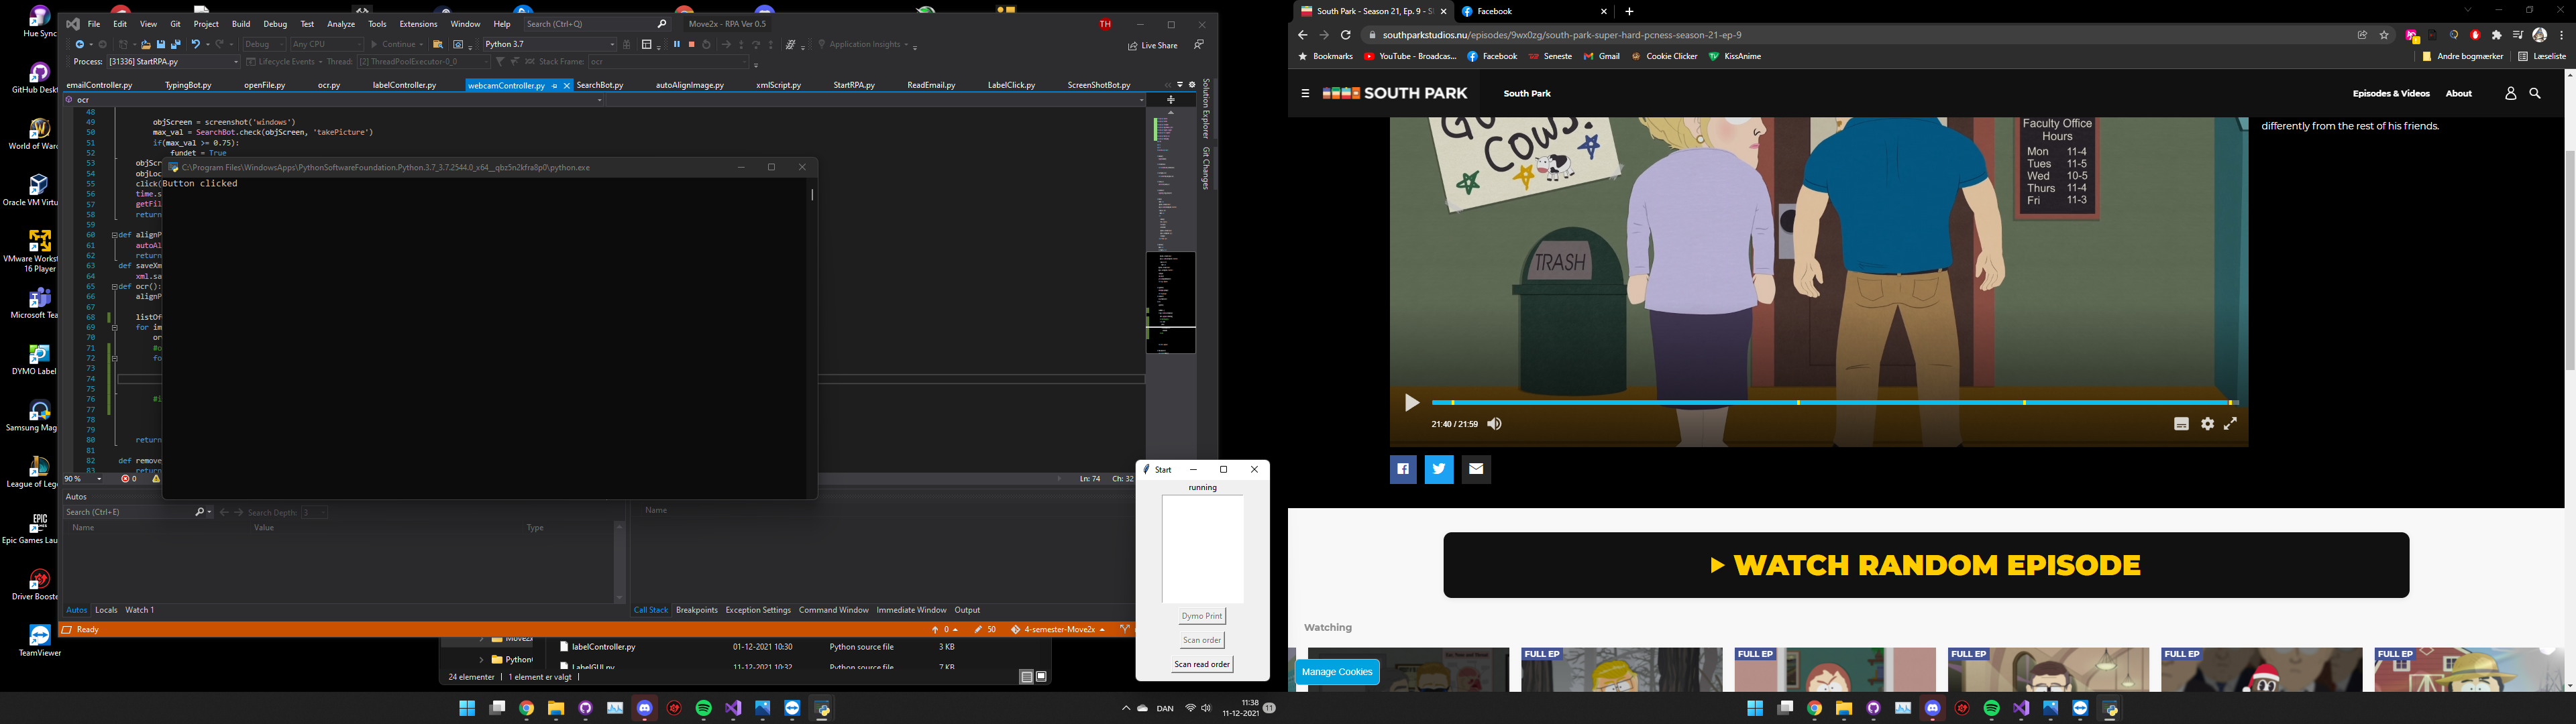 Hue Sync
GitHub Deskt
World of Warc
Oracle VM Virtu
VMware Workst
16 Player
Microsoft Tea
DYMO Label
Samsung Mag
League of Lege
Epic Games Lau
Driver Booste
TeamViewer
File Edit View Git Project Build Debug Test Analyze Tools Extensions Window Help Search (Ctrl+Q) Move2x - RPA Ver 0.5 TH
Debug Any CPU Continue Python 3.7 Application Insights Live Share
Process: [31336] StartRPA.py Lifecycle Events Thread: [2] ThreadPoolExecutor-0_0 Stack Frame: ocr
emailController.py TypingBot.py openFile.py ocr.py labelController.py webcamController.py SearchBot.py autoAlignImage.py xmlScript.py StartRPA.py ReadEmail.py LabelClick.py ScreenShotBot.py
Solution Explorer
Git Changes
ocr
48
49 objScreen = screenshot('windows')
50 max_val = SearchBot.check(objScreen, 'takePicture')
51 if(max_val >= 0.75):
52 fundet = True
53 objScre
54 objLoc
55 click(
56 time.s
57 getFil
58 return
59
60 def alignP
61 autoAl
62 return
63 def saveXm
64 xml.sa
65 def ocr():
66 alignP
67
68 listOf
69 for im
70 or
71 #o
72 fo
73
74
75
76 #i
77
78
79
80 return
81
82 def remove
83 return
C:\Program Files\WindowsApps\PythonSoftwareFoundation.Python.3.7_3.7.2544.0_x64__qbz5n2kfra8p0\python.exe
Button clicked
90 % 0 Ln: 74 Ch: 32
Autos
Search (Ctrl+E) Search Depth: 3
Name Value Type
Name
Autos Locals Watch 1
Call Stack Breakpoints Exception Settings Command Window Immediate Window Output
Ready 0 50 4-semester-Move2x
Move2x
Python
labelController.py 01-12-2021 10:30 Python source file 3 KB
LabelGUI.py 11-12-2021 10:32 Python source file 7 KB
24 elementer 1 element er valgt
Start
running
Dymo Print
Scan order
Scan read order
DAN 11:38
11-12-2021 11
South Park - Season 21, Ep. 9 - S Facebook
southparkstudios.nu/episodes/9wx0zg/south-park-super-hard-pcness-season-21-ep-9
Bookmarks YouTube - Broadcas... Facebook Seneste Gmail Cookie Clicker KissAnime Andre bogmærker Læseliste
SOUTH PARK South Park Episodes & Videos About
differently from the rest of his friends.
GO
COWS!
TRASH
Faculty Office
Hours
Mon 11-4
Tues 11-5
Wed 10-5
Thurs 11-4
Fri 11-3
21:40 / 21:59
WATCH RANDOM EPISODE
Watching
Manage Cookies
FULL EP
FULL EP
FULL EP
FULL EP
FULL EP